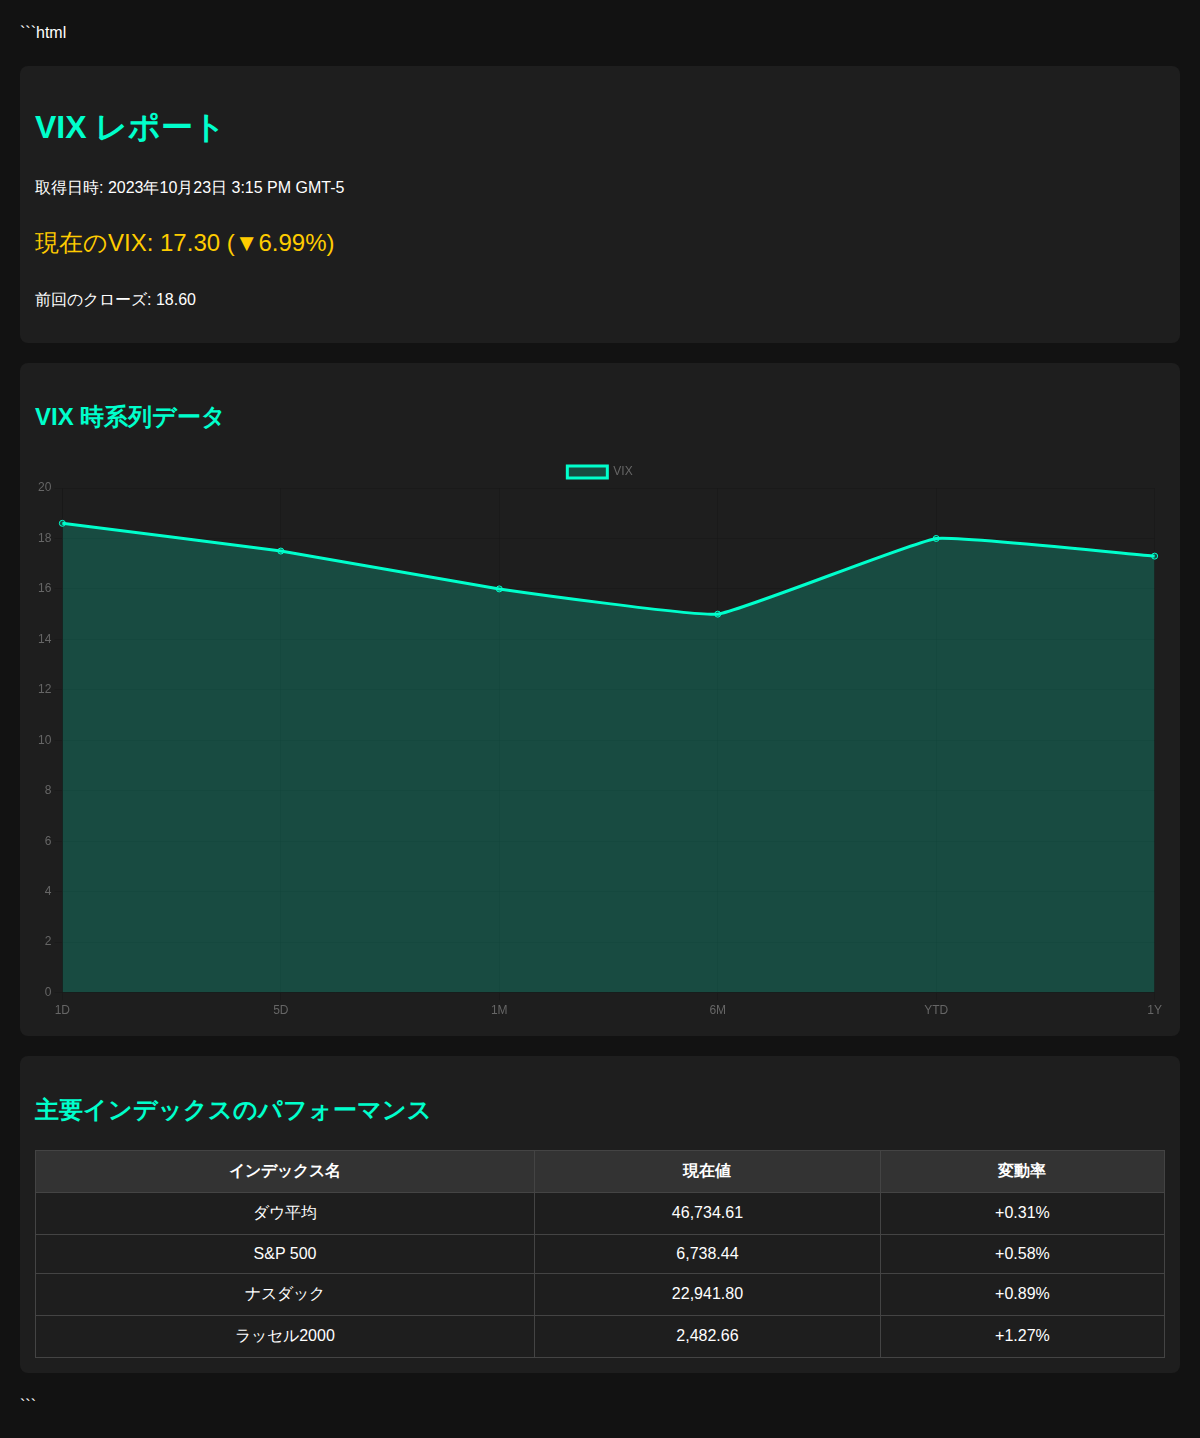 ```html
VIX レポート
取得日時: 2023年10月23日 3:15 PM GMT-5
現在のVIX: 17.30 (▼6.99%)
前回のクローズ: 18.60
VIX 時系列データ
VIX
20
18
16
14
12
10
8
6
4
2
0
1D 5D 1M 6M YTD 1Y
主要インデックスのパフォーマンス
インデックス名 現在値 変動率
ダウ平均 46,734.61 +0.31%
S&P 500 6,738.44 +0.58%
ナスダック 22,941.80 +0.89%
ラッセル2000 2,482.66 +1.27%
```